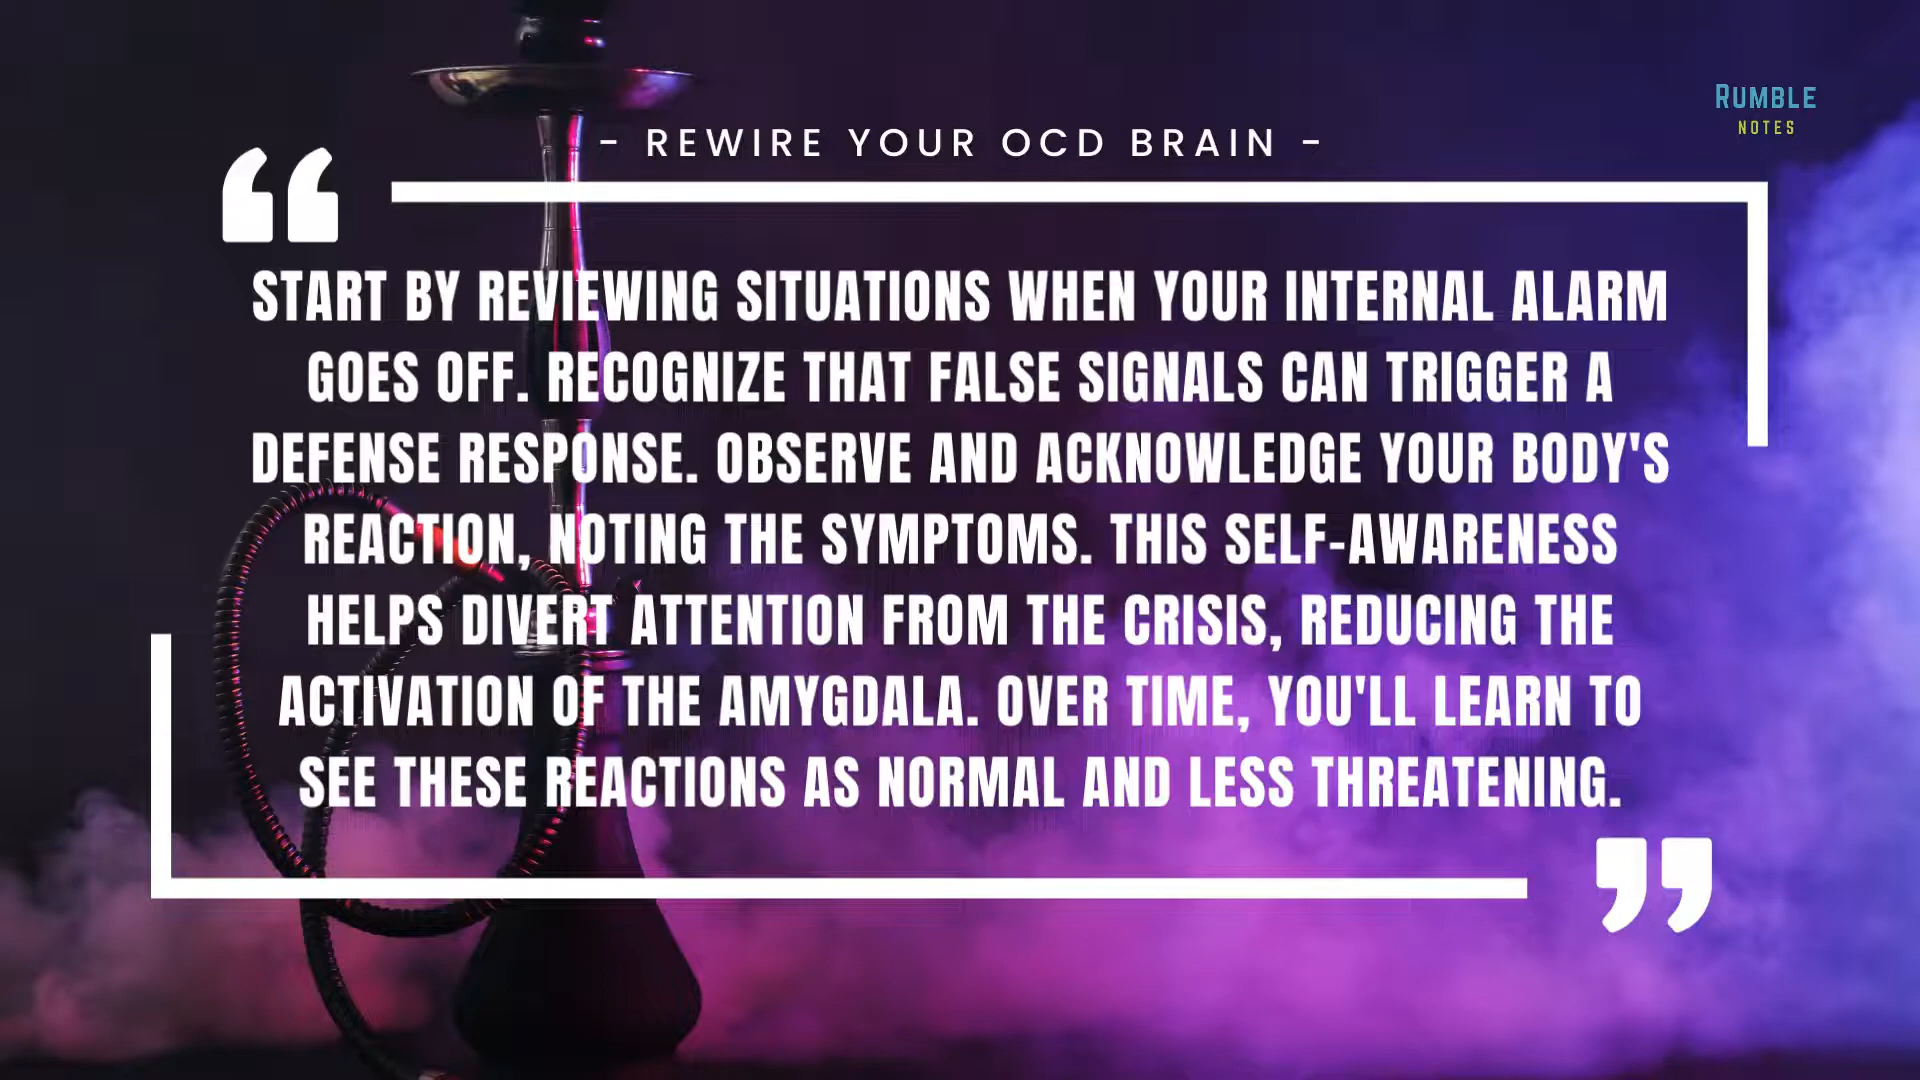 - REWIRE YOUR OCD BRAIN -
RUMBLE
NOTES
“
START BY REVIEWING SITUATIONS WHEN YOUR INTERNAL ALARM
GOES OFF. RECOGNIZE THAT FALSE SIGNALS CAN TRIGGER A
DEFENSE RESPONSE. OBSERVE AND ACKNOWLEDGE YOUR BODY'S
REACTION, NOTING THE SYMPTOMS. THIS SELF-AWARENESS
HELPS DIVERT ATTENTION FROM THE CRISIS, REDUCING THE
ACTIVATION OF THE AMYGDALA. OVER TIME, YOU'LL LEARN TO
SEE THESE REACTIONS AS NORMAL AND LESS THREATENING.
”